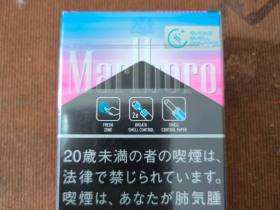 Marlboro
FRESH ZONE
2x
BREATH SMELL CONTROL
SMELL CONTROL PAPER
20歳未満の者の喫煙は、
法律で禁じられています。
喫煙は、あなたが肺気腫